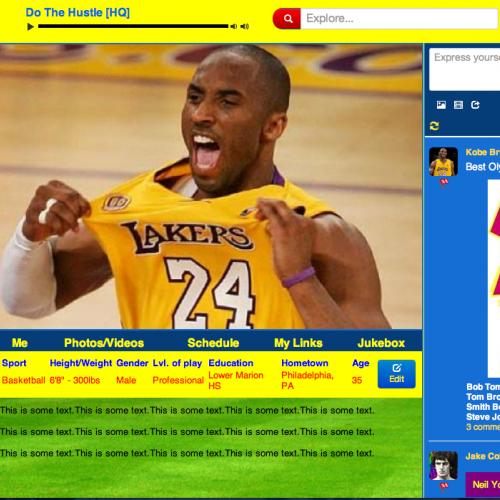 Do The Hustle [HQ]
Explore...
Express yourse
LAKERS
24
Kobe Br
Best Oly
Me Photos/Videos Schedule My Links Jukebox
Sport Height/Weight Gender Lvl. of play Education Hometown Age
Basketball 6'8" - 300lbs Male Professional Lower Marion HS Philadelphia, PA 35
Edit
This is some text.This is some text.This is some text.This is some text.This is some text.
This is some text.This is some text.This is some text.This is some text.This is some text.
This is some text.This is some text.This is some text.This is some text.This is some text.
Bob Tom
Tom Bro
Smith Be
Steve Jo
3 comme
Jake Co
Neil Yo